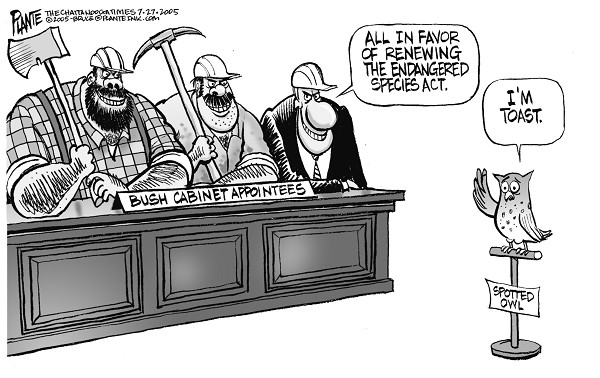 PLANTE
THE CHATTANOOGA TIMES 7-27-2005
©2005-BRUCE@PLANTEINK.COM
ALL IN FAVOR
OF RENEWING
THE ENDANGERED
SPECIES ACT.
I'M
TOAST.
BUSH CABINET APPOINTEES
SPOTTED
OWL